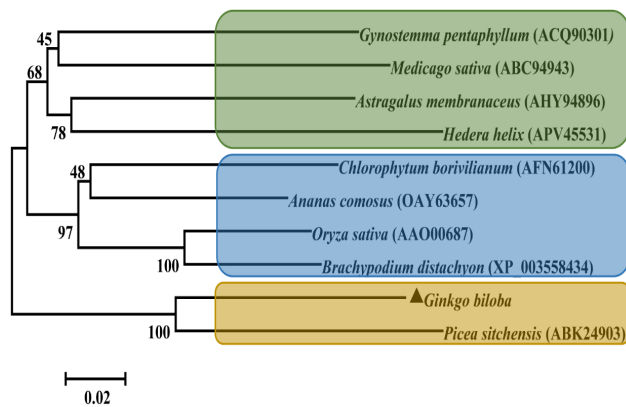 45
Gynostemma pentaphyllum (ACQ90301)
68
Medicago sativa (ABC94943)
Astragalus membranaceus (AHY94896)
78
Hedera helix (APV45531)
48
Chlorophytum borivilianum (AFN61200)
Ananas comosus (OAY63657)
97
Oryza sativa (AAO00687)
100
Brachypodium distachyon (XP_003558434)
Ginkgo biloba
100
Picea sitchensis (ABK24903)
0.02